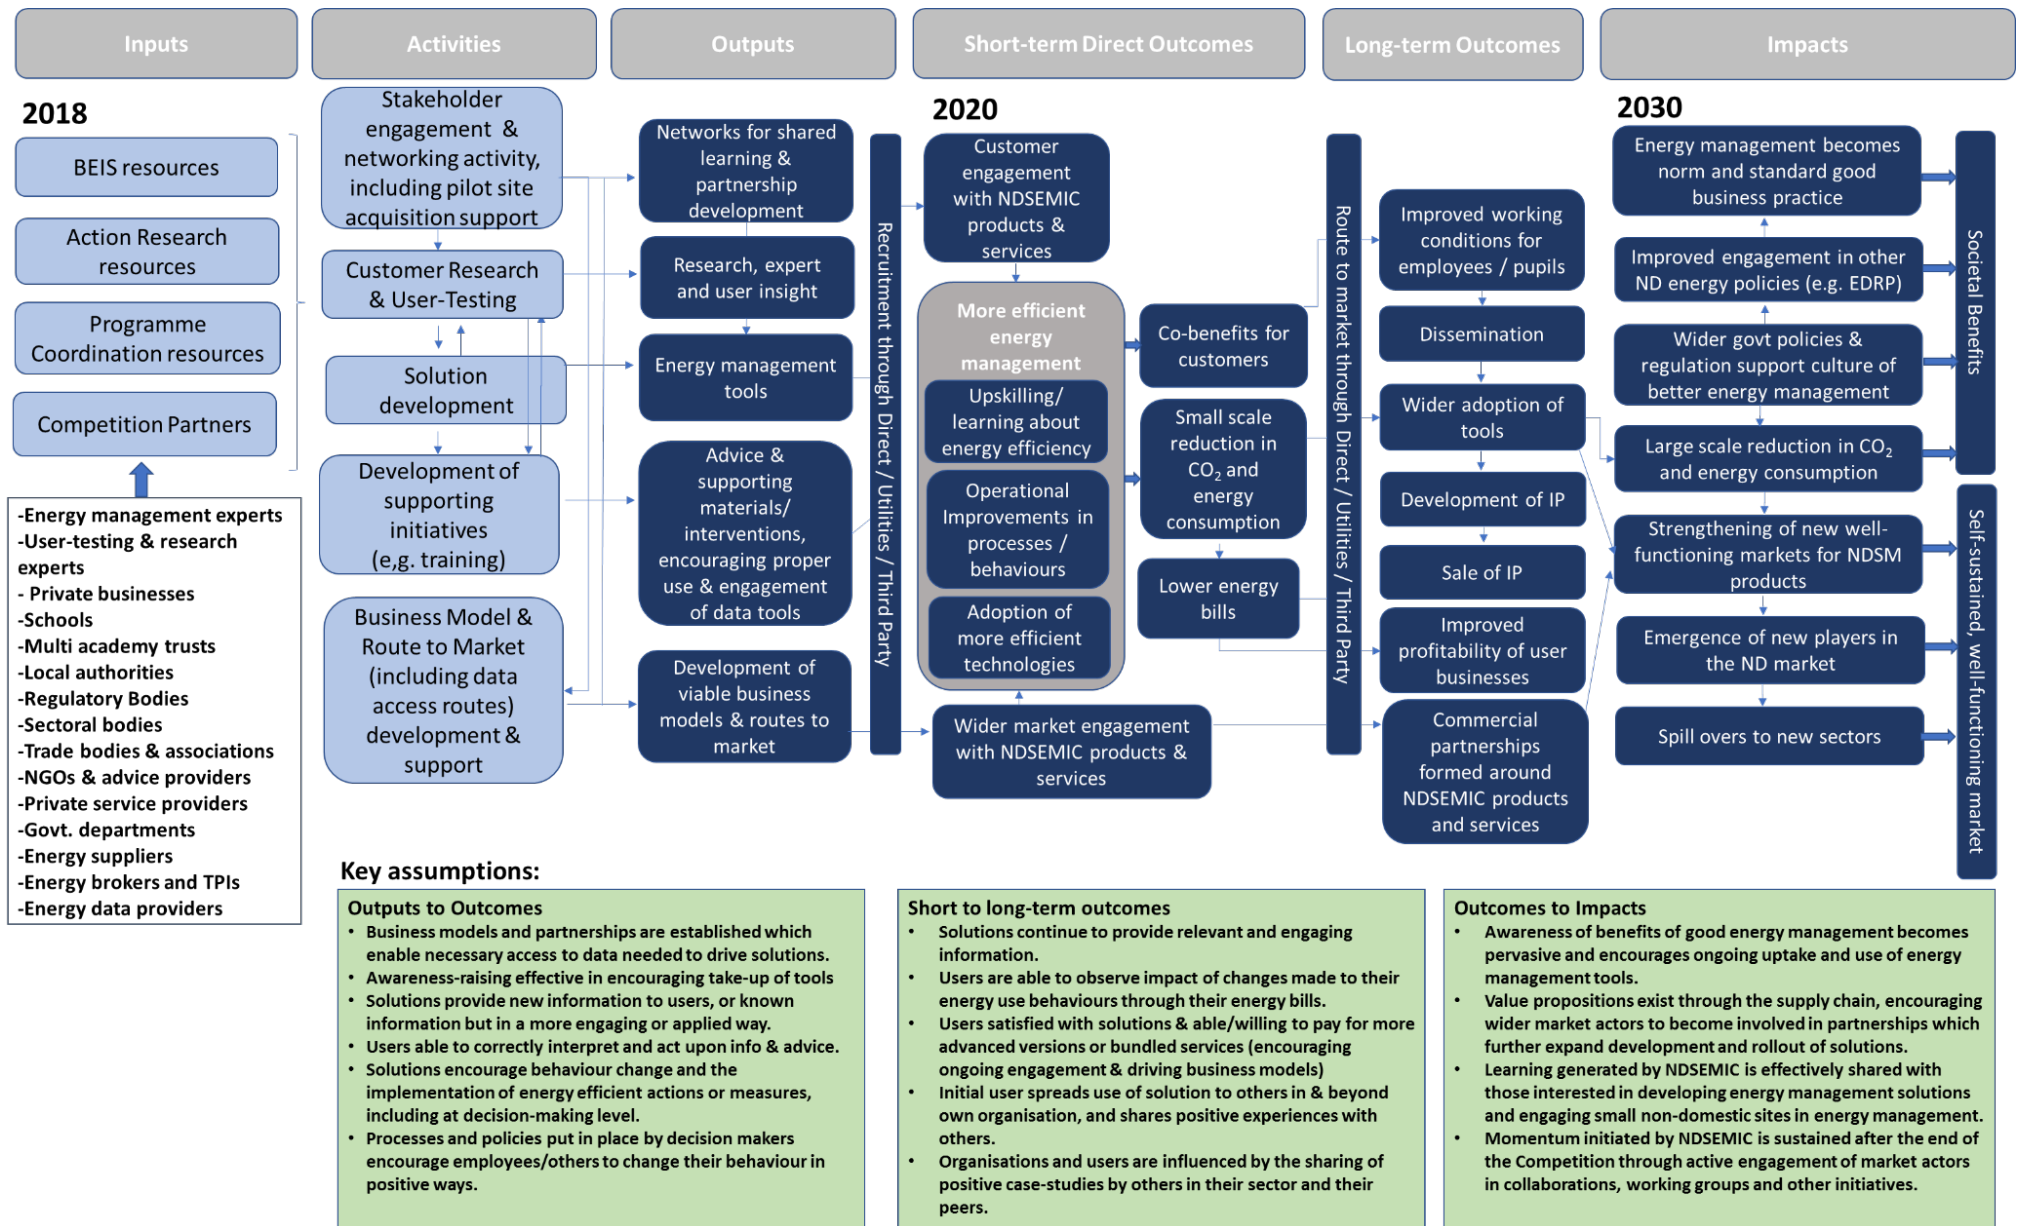 Inputs
Activities
Outputs
Short-term Direct Outcomes
Long-term Outcomes
Impacts
2018
BEIS resources
Action Research
resources
Programme
Coordination resources
Competition Partners
-Energy management experts
-User-testing & research
experts
- Private businesses
-Schools
-Multi academy trusts
-Local authorities
-Regulatory Bodies
-Sectoral bodies
-Trade bodies & associations
-NGOs & advice providers
-Private service providers
-Govt. departments
-Energy suppliers
-Energy brokers and TPIs
-Energy data providers
Stakeholder
engagement &
networking activity,
including pilot site
acquisition support
Customer Research
& User-Testing
Solution
development
Development of
supporting
initiatives
(e,g. training)
Business Model &
Route to Market
(including data
access routes)
development &
support
Networks for shared
learning &
partnership
development
Research, expert
and user insight
Energy management
tools
Advice &
supporting
materials/
interventions,
encouraging proper
use & engagement
of data tools
Development of
viable business
models & routes to
market
Recruitment through Direct / Utilities / Third Party
2020
Customer
engagement
with NDSEMIC
products &
services
More efficient
energy
management
Upskilling/
learning about
energy efficiency
Operational
Improvements in
processes /
behaviours
Adoption of
more efficient
technologies
Wider market engagement
with NDSEMIC products &
services
Co-benefits for
customers
Small scale
reduction in
CO2 and
energy
consumption
Lower energy
bills
Route to market through Direct / Utilities / Third Party
Improved working
conditions for
employees / pupils
Dissemination
Wider adoption of
tools
Development of IP
Sale of IP
Improved
profitability of user
businesses
Commercial
partnerships
formed around
NDSEMIC products
and services
2030
Energy management becomes
norm and standard good
business practice
Improved engagement in other
ND energy policies (e.g. EDRP)
Wider govt policies &
regulation support culture of
better energy management
Large scale reduction in CO2
and energy consumption
Strengthening of new well-
functioning markets for NDSM
products
Emergence of new players in
the ND market
Spill overs to new sectors
Societal Benefits
Self-sustained, well-functioning market
Key assumptions:
Outputs to Outcomes
• Business models and partnerships are established which
enable necessary access to data needed to drive solutions.
• Awareness-raising effective in encouraging take-up of tools
• Solutions provide new information to users, or known
information but in a more engaging or applied way.
• Users able to correctly interpret and act upon info & advice.
• Solutions encourage behaviour change and the
implementation of energy efficient actions or measures,
including at decision-making level.
• Processes and policies put in place by decision makers
encourage employees/others to change their behaviour in
positive ways.
Short to long-term outcomes
• Solutions continue to provide relevant and engaging
information.
• Users are able to observe impact of changes made to their
energy use behaviours through their energy bills.
• Users satisfied with solutions & able/willing to pay for more
advanced versions or bundled services (encouraging
ongoing engagement & driving business models)
• Initial user spreads use of solution to others in & beyond
own organisation, and shares positive experiences with
others.
• Organisations and users are influenced by the sharing of
positive case-studies by others in their sector and their
peers.
Outcomes to Impacts
• Awareness of benefits of good energy management becomes
pervasive and encourages ongoing uptake and use of energy
management tools.
• Value propositions exist through the supply chain, encouraging
wider market actors to become involved in partnerships which
further expand development and rollout of solutions.
• Learning generated by NDSEMIC is effectively shared with
those interested in developing energy management solutions
and engaging small non-domestic sites in energy management.
• Momentum initiated by NDSEMIC is sustained after the end of
the Competition through active engagement of market actors
in collaborations, working groups and other initiatives.